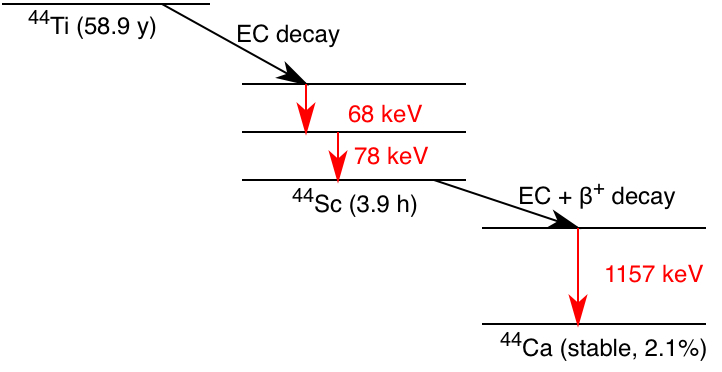 ⁴⁴Ti (58.9 y)
EC decay
68 keV
78 keV
⁴⁴Sc (3.9 h)
EC + β⁺ decay
1157 keV
⁴⁴Ca (stable, 2.1%)